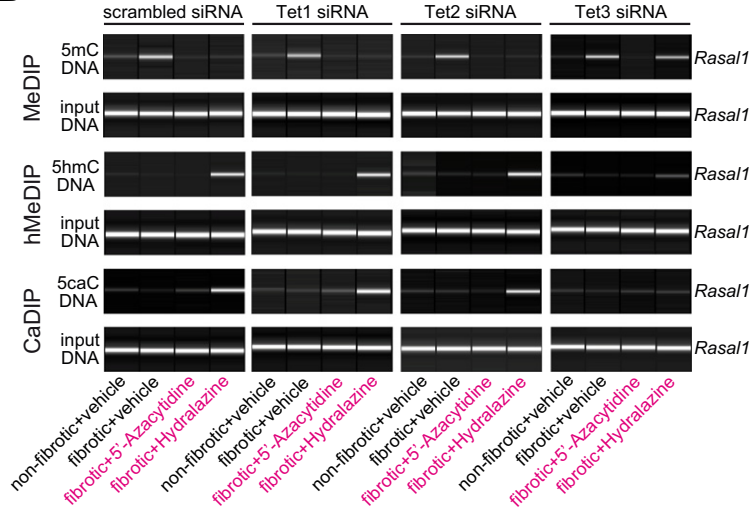 scrambled siRNA Tet1 siRNA Tet2 siRNA Tet3 siRNA
MeDIP
5mC
DNA
Rasal1
input
DNA
Rasal1
hMeDIP
5hmC
DNA
Rasal1
input
DNA
Rasal1
CaDIP
5caC
DNA
Rasal1
input
DNA
Rasal1
non-fibrotic+vehicle
fibrotic+vehicle
fibrotic+5'-Azacytidine
fibrotic+Hydralazine
non-fibrotic+vehicle
fibrotic+vehicle
fibrotic+5'-Azacytidine
fibrotic+Hydralazine
non-fibrotic+vehicle
fibrotic+vehicle
fibrotic+5'-Azacytidine
fibrotic+Hydralazine
non-fibrotic+vehicle
fibrotic+vehicle
fibrotic+5'-Azacytidine
fibrotic+Hydralazine